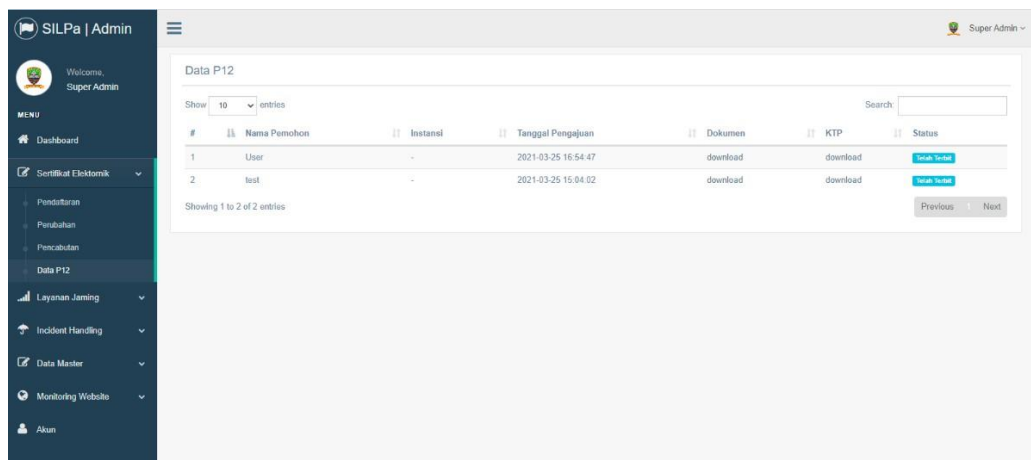 SILPa | Admin
Super Admin
Welcome,
Super Admin
MENU
Dashboard
Sertifikat Elektornik
Pendaftaran
Perubahan
Pencabutan
Data P12
Layanan Jaming
Incident Handling
Data Master
Monitoring Website
Akun
Data P12
Show 10 entries
Search:
# Nama Pemohon Instansi Tanggal Pengajuan Dokumen KTP Status
1 User - 2021-03-25 16:54:47 download download Telah Terbit
2 test - 2021-03-25 15:04:02 download download Telah Terbit
Showing 1 to 2 of 2 entries
Previous 1 Next